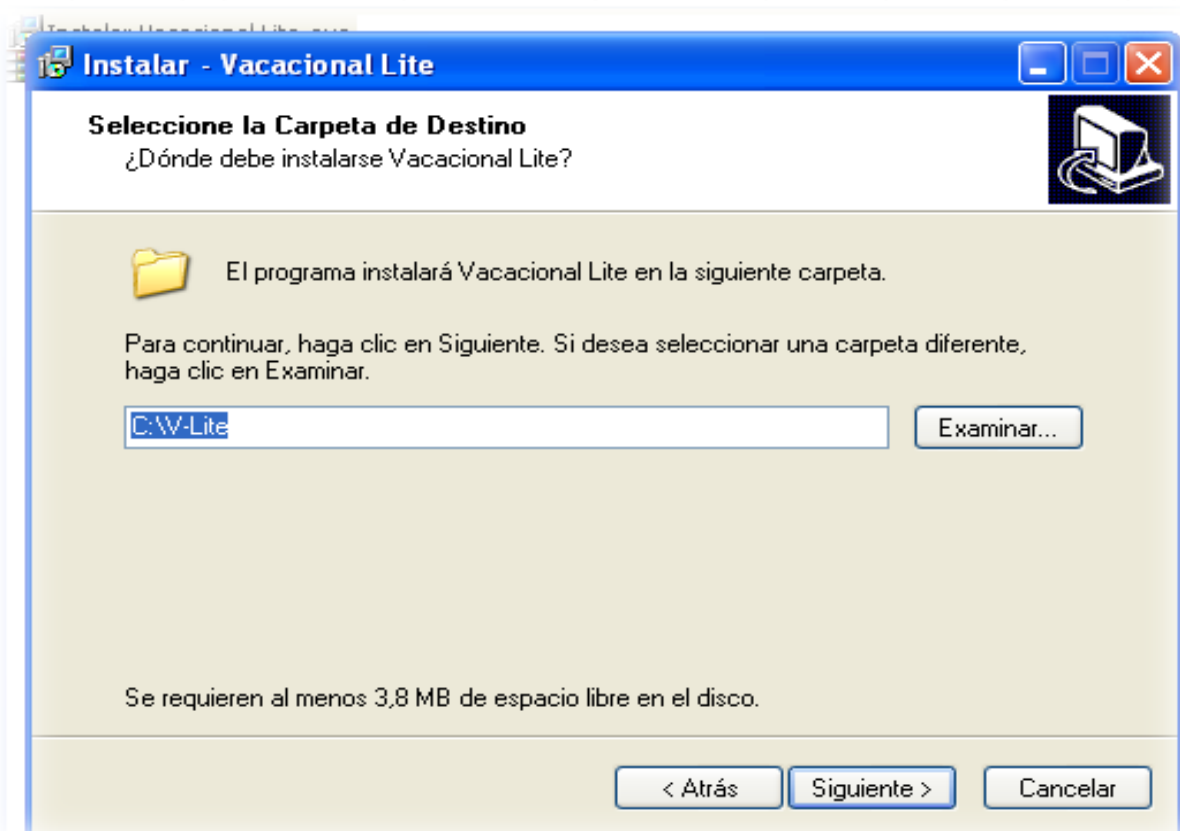 Instalar - Vacacional Lite
Seleccione la Carpeta de Destino
¿Dónde debe instalarse Vacacional Lite?
El programa instalará Vacacional Lite en la siguiente carpeta.
Para continuar, haga clic en Siguiente. Si desea seleccionar una carpeta diferente,
haga clic en Examinar.
C:\V-Lite
Examinar...
Se requieren al menos 3,8 MB de espacio libre en el disco.
< Atrás
Siguiente >
Cancelar